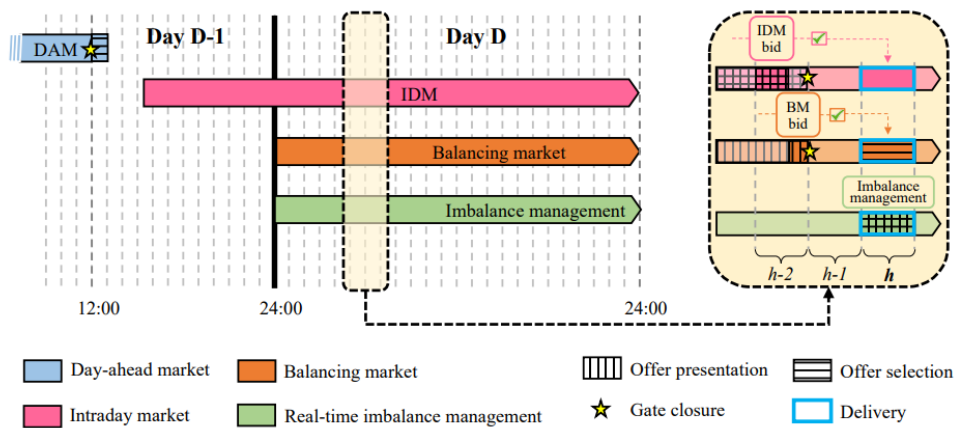 DAM
Day D-1
Day D
IDM
Balancing market
Imbalance management
12:00
24:00
24:00
IDM
bid
BM
bid
Imbalance
management
h-2
h-1
h
Day-ahead market
Balancing market
Offer presentation
Offer selection
Intraday market
Real-time imbalance management
Gate closure
Delivery